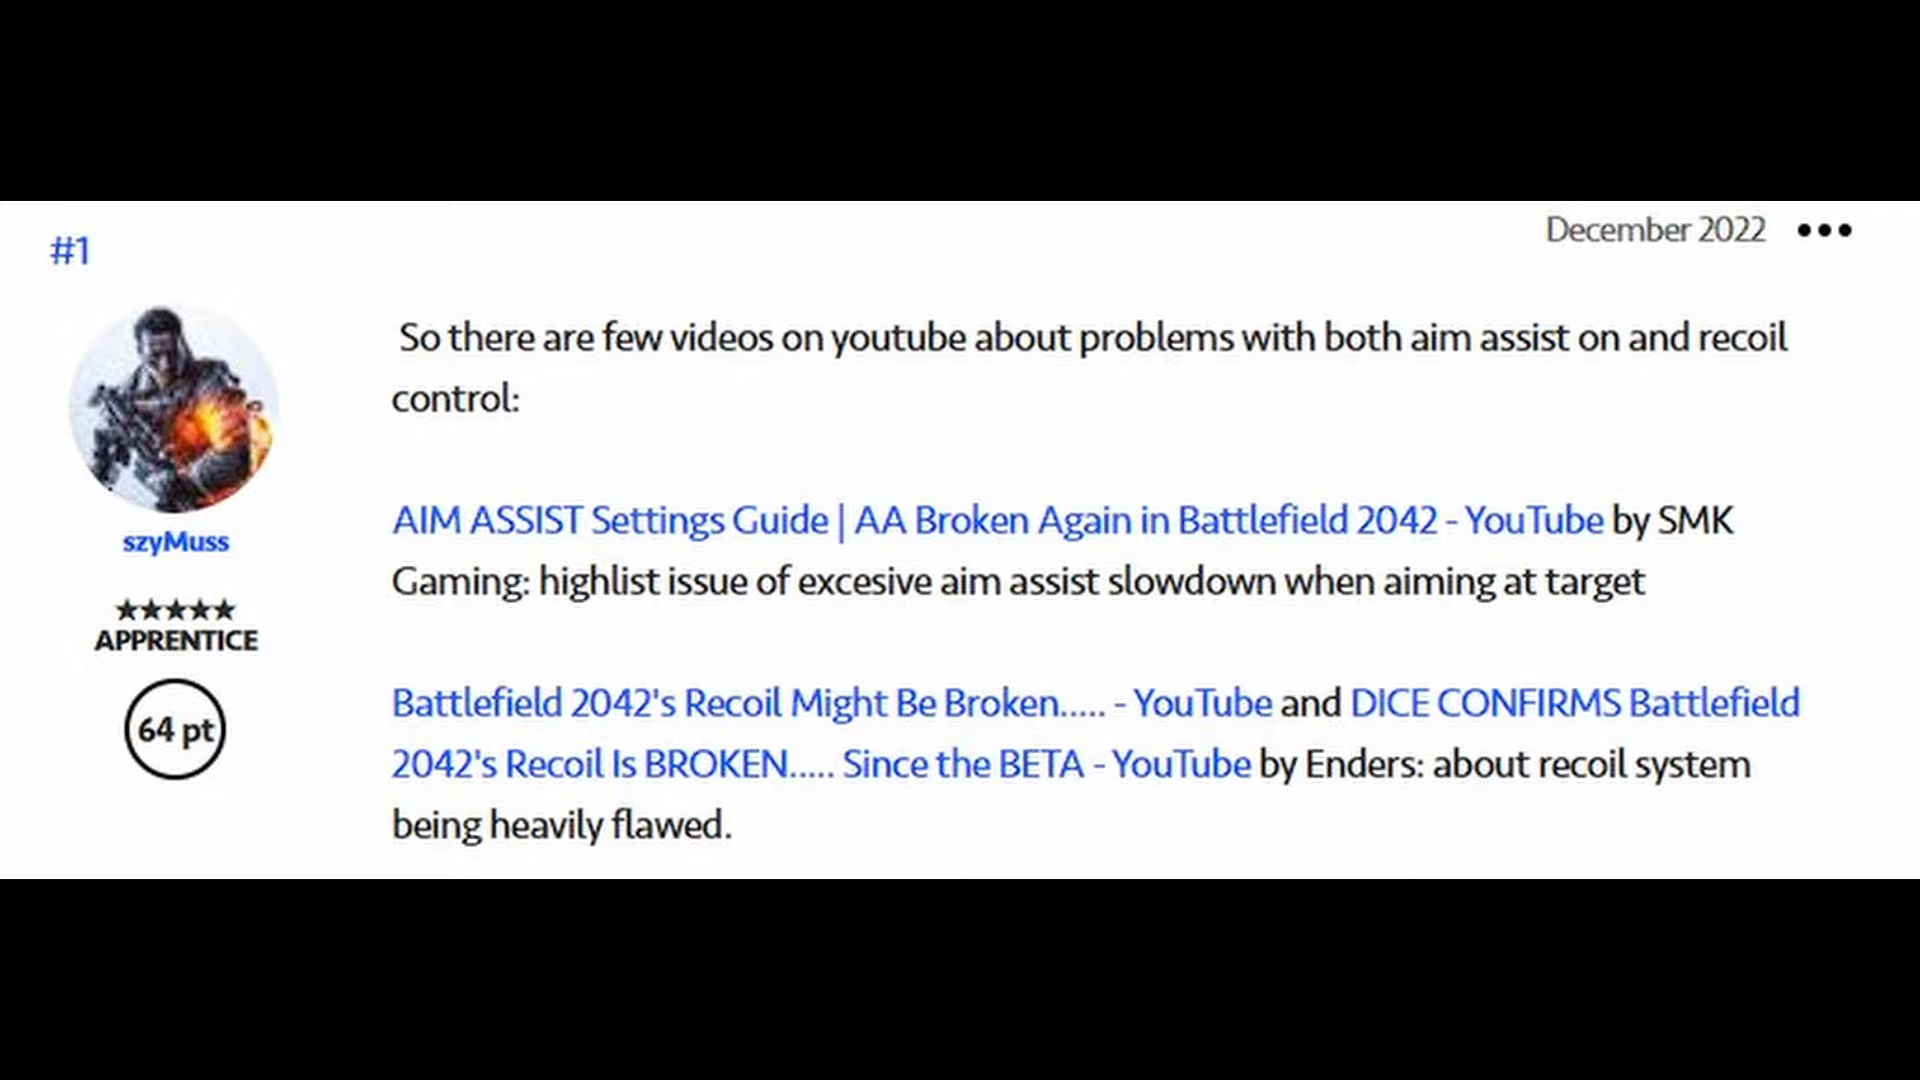 #1
December 2022
szyMuss
APPRENTICE
64 pt
So there are few videos on youtube about problems with both aim assist on and recoil
control:
AIM ASSIST Settings Guide | AA Broken Again in Battlefield 2042 - YouTube by SMK
Gaming: highlist issue of excesive aim assist slowdown when aiming at target
Battlefield 2042's Recoil Might Be Broken..... - YouTube and DICE CONFIRMS Battlefield
2042's Recoil Is BROKEN..... Since the BETA - YouTube by Enders: about recoil system
being heavily flawed.